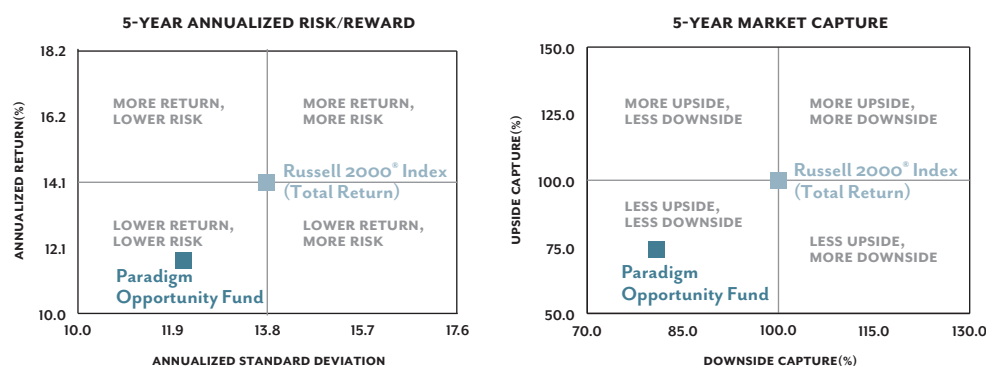 5-YEAR ANNUALIZED RISK/REWARD
ANNUALIZED RETURN(%)
18.2
16.2
14.1
12.1
10.0
MORE RETURN,
LOWER RISK
MORE RETURN,
MORE RISK
Russell 2000® Index
(Total Return)
LOWER RETURN,
LOWER RISK
LOWER RETURN,
MORE RISK
Paradigm
Opportunity Fund
10.0
11.9
13.8
15.7
17.6
ANNUALIZED STANDARD DEVIATION
5-YEAR MARKET CAPTURE
UPSIDE CAPTURE(%)
150.0
125.0
100.0
75.0
50.0
MORE UPSIDE,
LESS DOWNSIDE
MORE UPSIDE,
MORE DOWNSIDE
Russell 2000® Index
(Total Return)
LESS UPSIDE,
LESS DOWNSIDE
LESS UPSIDE,
MORE DOWNSIDE
Paradigm
Opportunity Fund
70.0
85.0
100.0
115.0
130.0
DOWNSIDE CAPTURE(%)